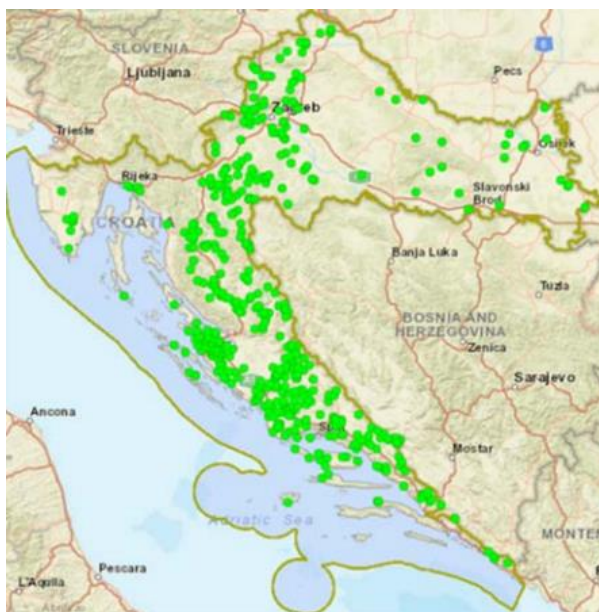 SLOVENIA
Ljubljana
Pecs
Zagreb
Trieste
Osijek
Rijeka
Slavonski
Brod
CROATIA
Banja Luka
Tuzla
BOSNIA AND
HERZEGOVINA
Zenica
Sarajevo
Ancona
Split
Mostar
Adriatic Sea
MONTEN
Pescara
L'Aquila